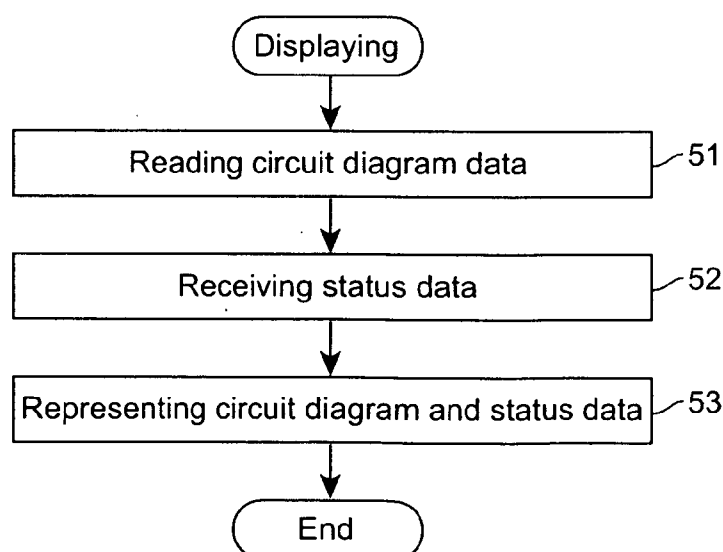 Displaying
Reading circuit diagram data
51
Receiving status data
52
Representing circuit diagram and status data
53
End